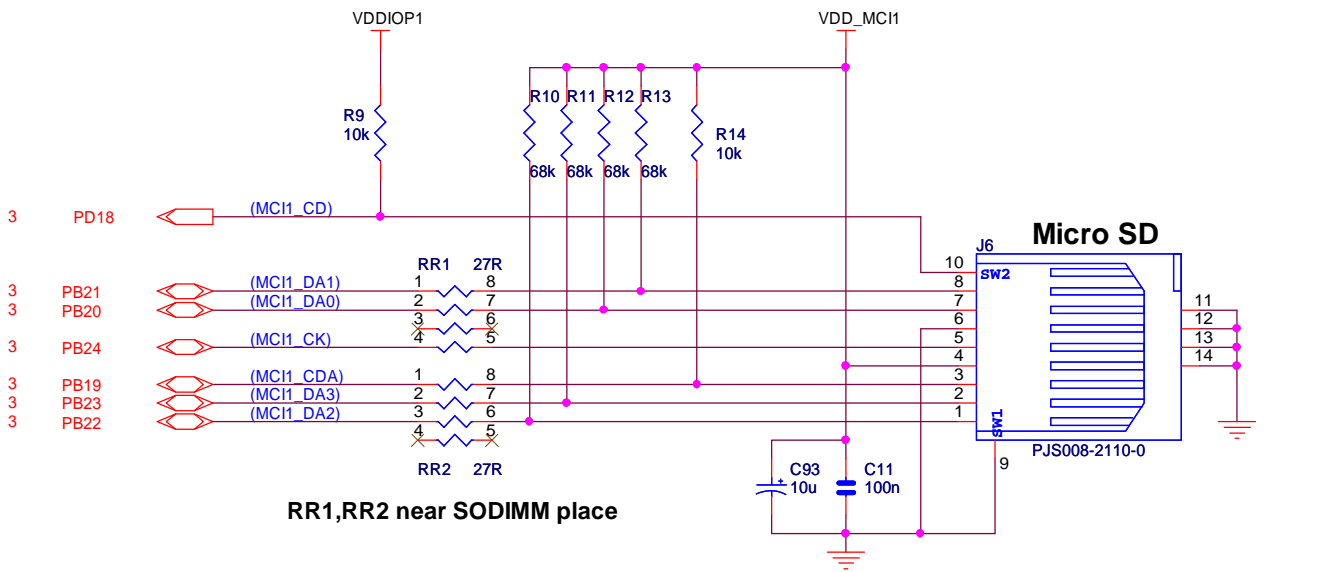 VDDIOP1
VDD_MCI1
R9
10k
R10 R11 R12 R13
R14
10k
68k 68k 68k 68k
3 PD18 (MCI1_CD)
Micro SD
J6
10 SW2
RR1 27R
3 PB21 (MCI1_DA1) 1 8 8
3 PB20 (MCI1_DA0) 2 7 7
3 6 6
3 PB24 (MCI1_CK) 4 5 5
4
3 PB19 (MCI1_CDA) 1 8 3
3 PB23 (MCI1_DA3) 2 7 2
3 PB22 (MCI1_DA2) 3 6 1
4 5
RR2 27R
11
12
13
14
SW1
9
PJS008-2110-0
C93
+
10u
C11
100n
RR1,RR2 near SODIMM place